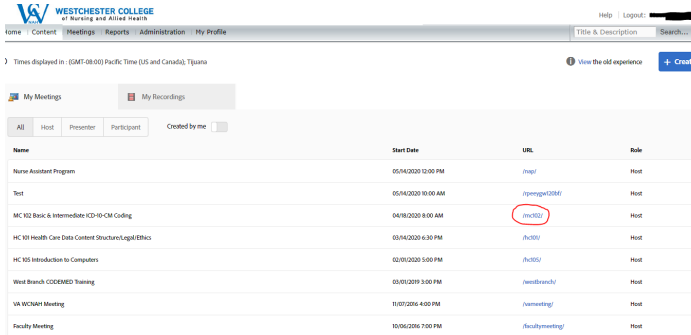 WESTCHESTER COLLEGE
of Nursing and Allied Health
WCNAH
Help Logout:
Home Content Meetings Reports Administration My Profile
Title & Description Search...
Times displayed in : (GMT-08:00) Pacific Time (US and Canada); Tijuana
View the old experience
+ Creat
My Meetings My Recordings
All Host Presenter Participant Created by me
Name Start Date URL Role
Nurse Assistant Program 05/14/2020 12:00 PM /nap/ Host
Test 05/14/2020 10:00 AM /rpeeygwl20bf/ Host
MC 102 Basic & Intermediate ICD-10-CM Coding 04/18/2020 8:00 AM /mc102/ Host
HC 101 Health Care Data Content Structure/Legal/Ethics 03/14/2020 6:30 PM /hc101/ Host
HC 105 Introduction to Computers 02/01/2020 5:00 PM /hc105/ Host
West Branch CODEMED Training 03/01/2019 3:00 PM /westbranch/ Host
VA WCNAH Meeting 11/07/2016 4:00 PM /vameeting/ Host
Faculty Meeting 10/06/2016 7:00 PM /facultymeeting/ Host